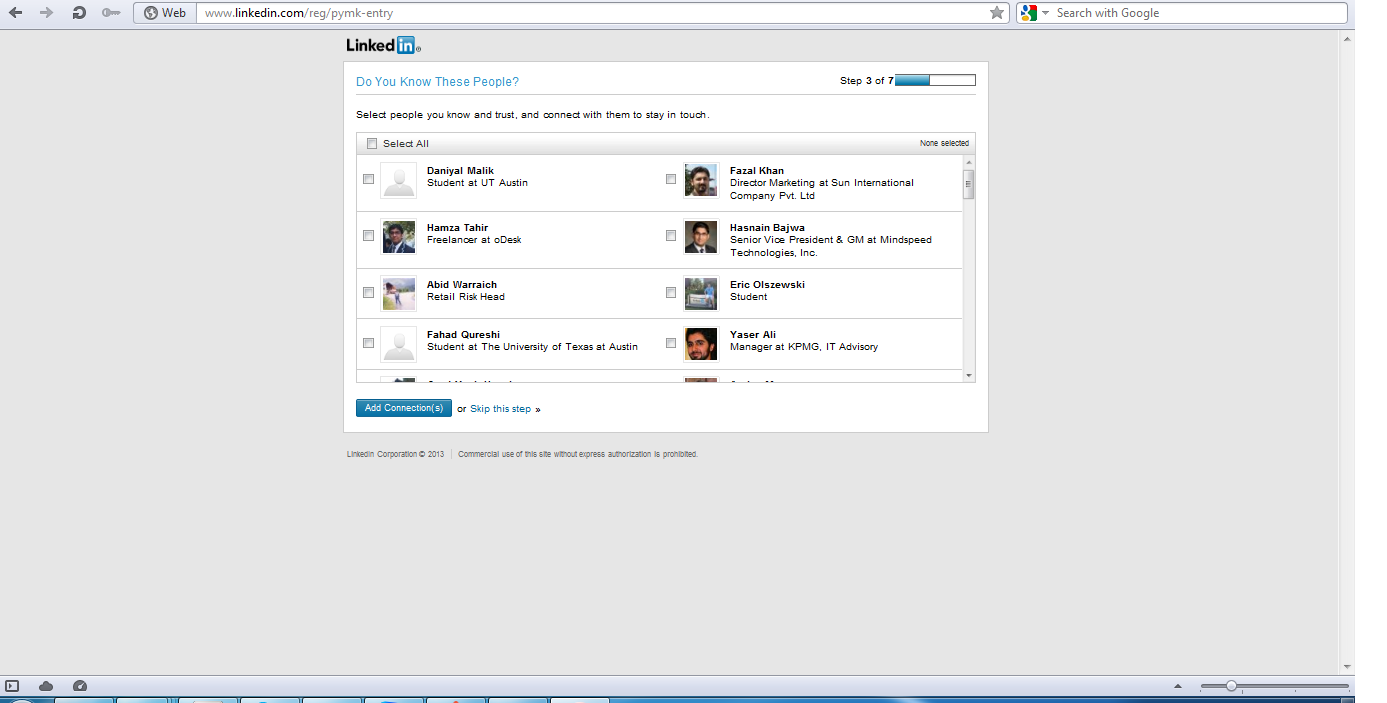 Web
www.linkedin.com/reg/pymk-entry
Search with Google
Linked in ®
Do You Know These People?
Step 3 of 7
Select people you know and trust, and connect with them to stay in touch.
Select All
None selected
Daniyal Malik
Student at UT Austin
Fazal Khan
Director Marketing at Sun International
Company Pvt. Ltd
Hamza Tahir
Freelancer at oDesk
Hasnain Bajwa
Senior Vice President & GM at Mindspeed
Technologies, Inc.
Abid Warraich
Retail Risk Head
Eric Olszewski
Student
Fahad Qureshi
Student at The University of Texas at Austin
Yaser Ali
Manager at KPMG, IT Advisory
Add Connection(s) or Skip this step »
LinkedIn Corporation © 2013
Commercial use of this site without express authorization is prohibited.